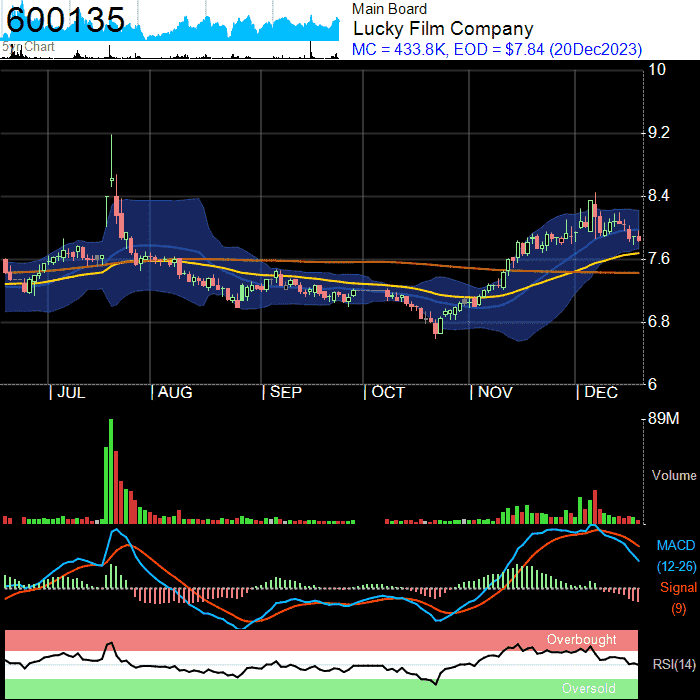 600135
5yr Chart
Main Board
Lucky Film Company
MC = 433.8K, EOD = $7.84 (20Dec2023)
10
9.2
8.4
7.6
6.8
6
JUL
AUG
SEP
OCT
NOV
DEC
89M
Volume
MACD
(12-26)
Signal
(9)
Overbought
RSI(14)
Oversold